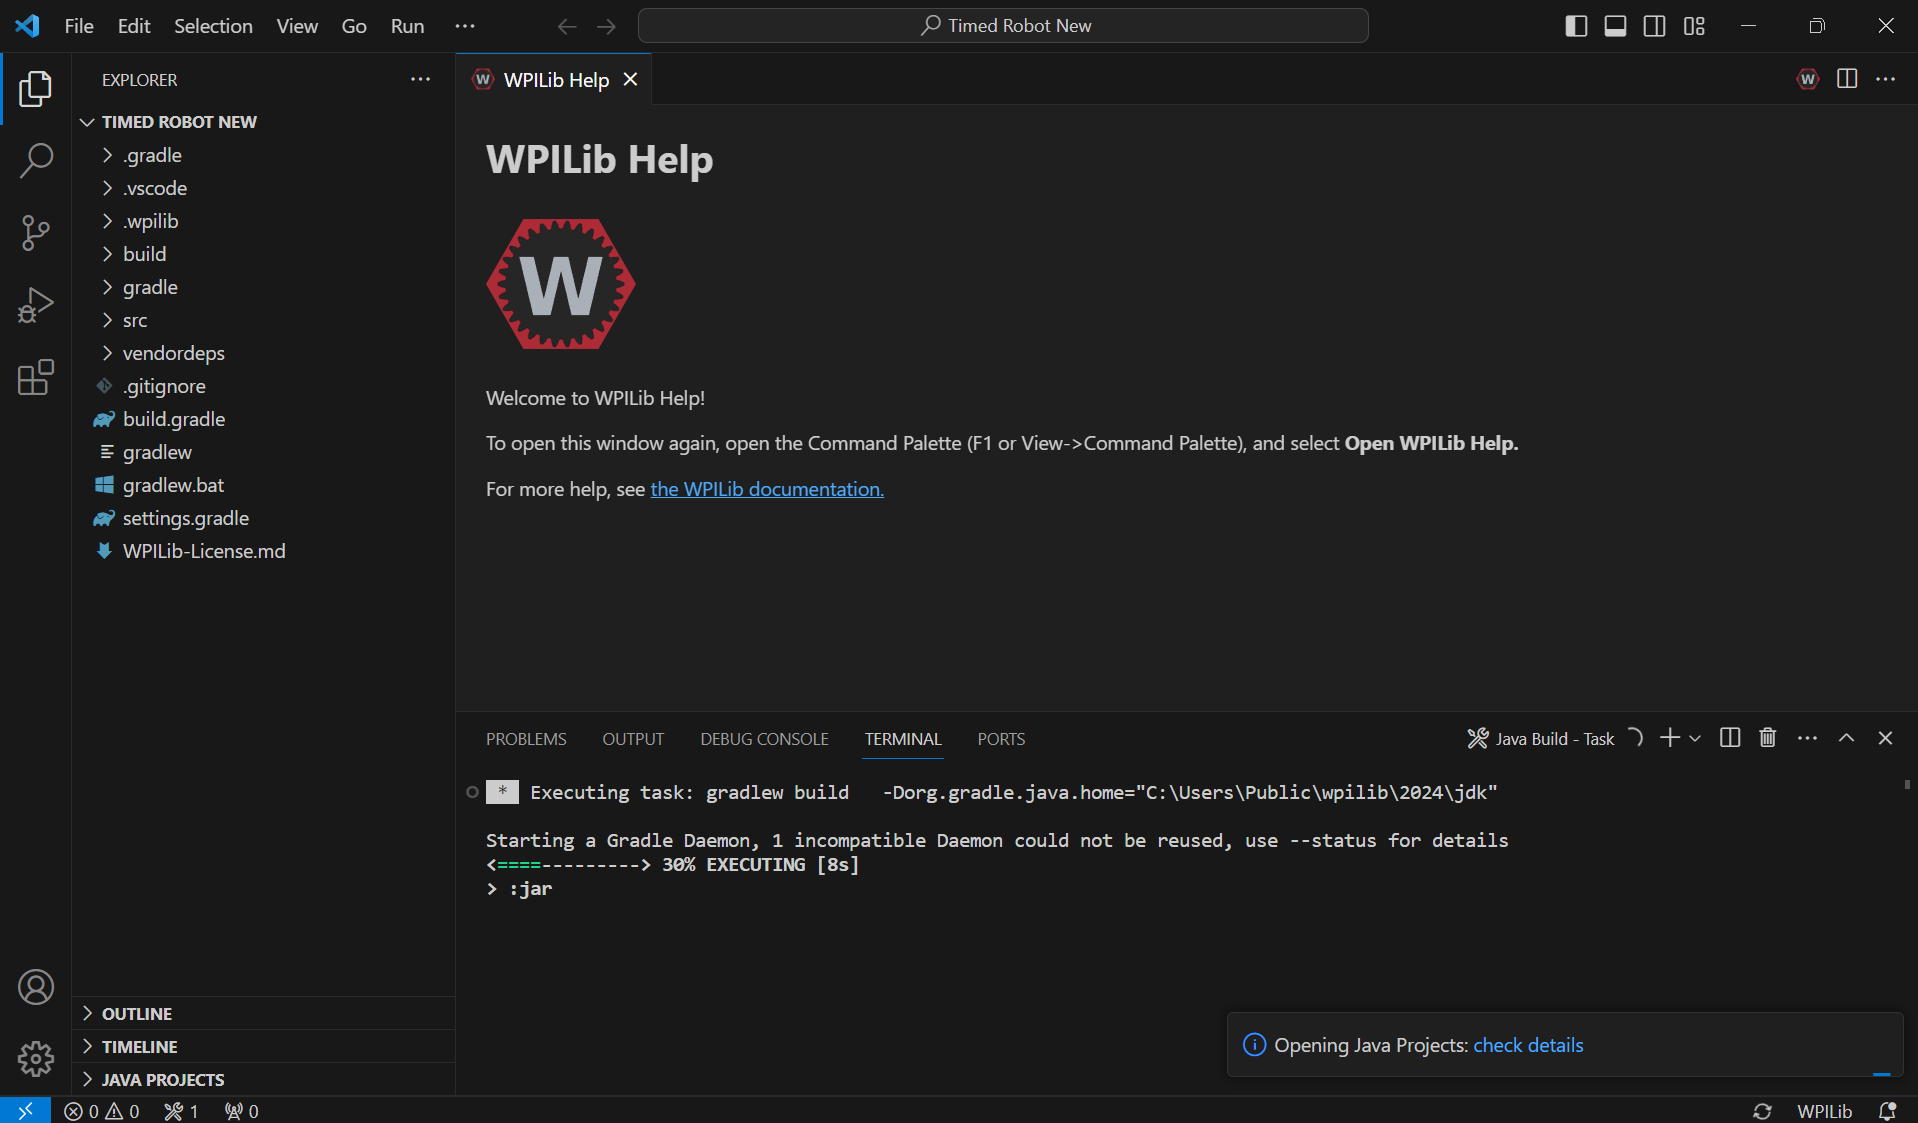 File Edit Selection View Go Run ···
Timed Robot New
EXPLORER
TIMED ROBOT NEW
.gradle
.vscode
.wpilib
build
gradle
src
vendordeps
.gitignore
build.gradle
gradlew
gradlew.bat
settings.gradle
WPILib-License.md
OUTLINE
TIMELINE
JAVA PROJECTS
W WPILib Help
W
WPILib Help
W
Welcome to WPILib Help!
To open this window again, open the Command Palette (F1 or View->Command Palette), and select Open WPILib Help.
For more help, see the WPILib documentation.
PROBLEMS OUTPUT DEBUG CONSOLE TERMINAL PORTS
Java Build - Task
* Executing task: gradlew build   -Dorg.gradle.java.home="C:\Users\Public\wpilib\2024\jdk"
Starting a Gradle Daemon, 1 incompatible Daemon could not be reused, use --status for details
<====---------> 30% EXECUTING [8s]
> :jar
Opening Java Projects: check details
0 0 1 0
WPILib